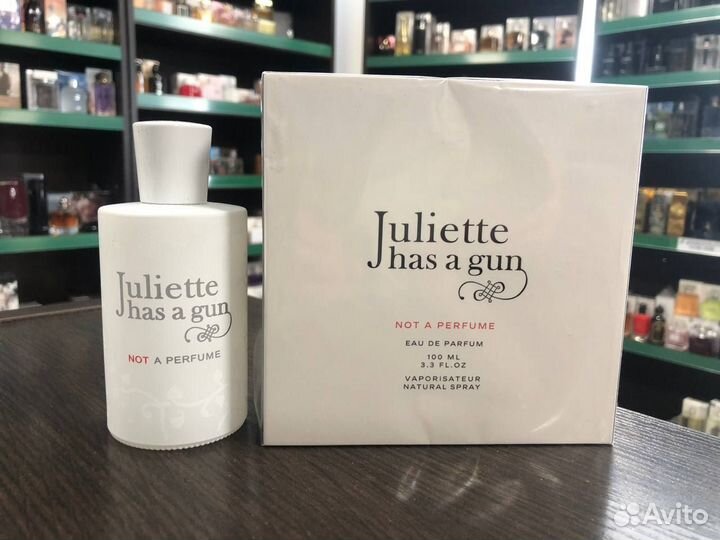 Juliette
has a gun
NOT A PERFUME
Juliette
has a gun
NOT A PERFUME
EAU DE PARFUM
100 ML
3.3 FL.OZ
VAPORISATEUR
NATURAL SPRAY
Avito